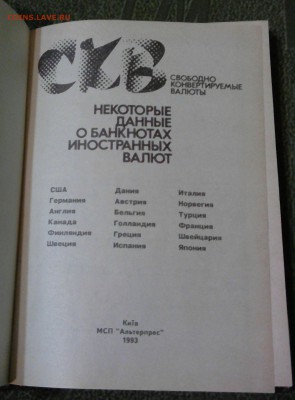 COINS.LAVE.RU
СКВ
СВОБОДНО
КОНВЕРТИРУЕМЫЕ
ВАЛЮТЫ
НЕКОТОРЫЕ
ДАННЫЕ
О БАНКНОТАХ
ИНОСТРАННЫХ
ВАЛЮТ
США
Германия
Англия
Канада
Финляндия
Швеция
Дания
Австрия
Бельгия
Голландия
Греция
Испания
Италия
Норвегия
Турция
Франция
Швейцария
Япония
Київ
МСП "Альтерпрес"
1993